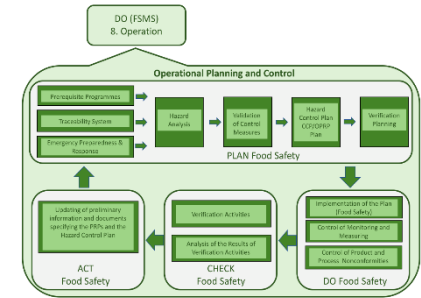 DO (FSMS)
8. Operation
Operational Planning and Control
Prerequisite Programmes
Traceability System
Emergency Preparedness &
Response
Hazard
Analysis
Validation
of Control
Measures
Hazard
Control Plan
CCP/OPRP
Plan
Verification
Planning
PLAN Food Safety
Updating of preliminary
information and documents
specifying the PRPs and the
Hazard Control Plan
ACT
Food Safety
Verification Activities
Analysis of the Results of
Verification Activities
CHECK
Food Safety
Implementation of the Plan
(Food Safety)
Control of Monitoring and
Measuring
Control of Product and
Process Nonconformities
DO Food Safety